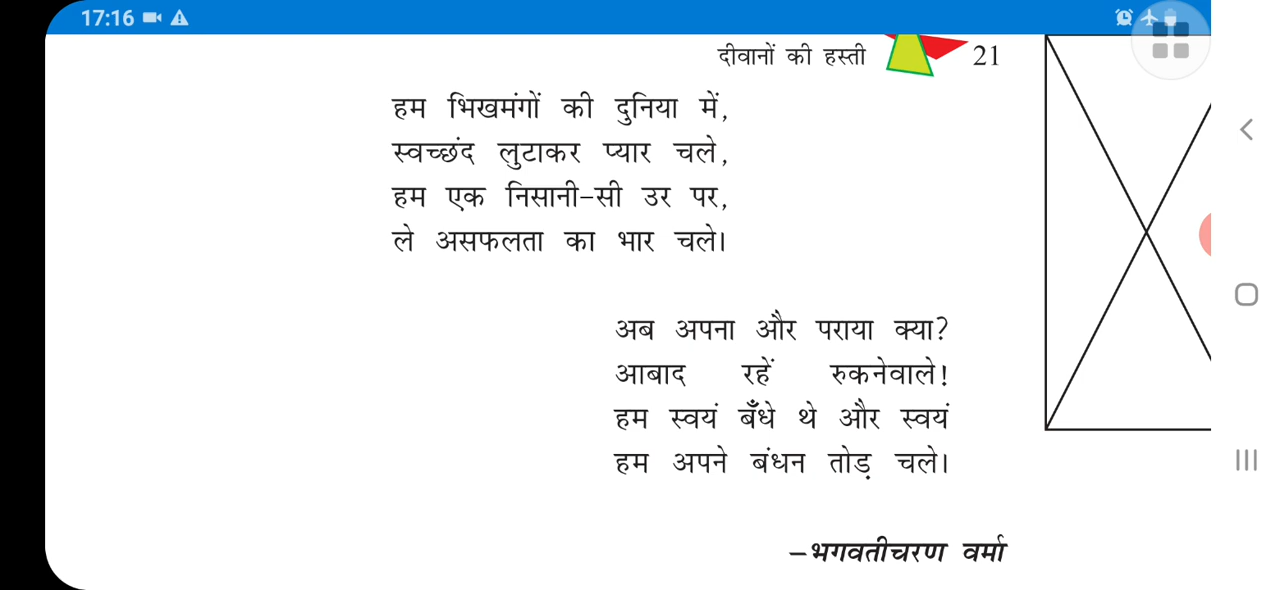 17:16
दीवानों की हस्ती 21
हम भिखमंगों की दुनिया में,
स्वच्छंद लुटाकर प्यार चले,
हम एक निसानी-सी उर पर,
ले असफलता का भार चले।
अब अपना और पराया क्या?
आबाद रहें रुकनेवाले!
हम स्वयं बँधे थे और स्वयं
हम अपने बंधन तोड़ चले।
-भगवतीचरण वर्मा